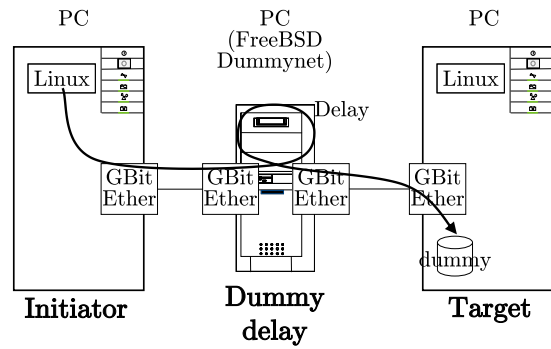 PC
PC
(FreeBSD
Dummynet)
PC
Linux
Delay
Linux
GBit
Ether
GBit
Ether
GBit
Ether
GBit
Ether
dummy
Initiator
Dummy
delay
Target